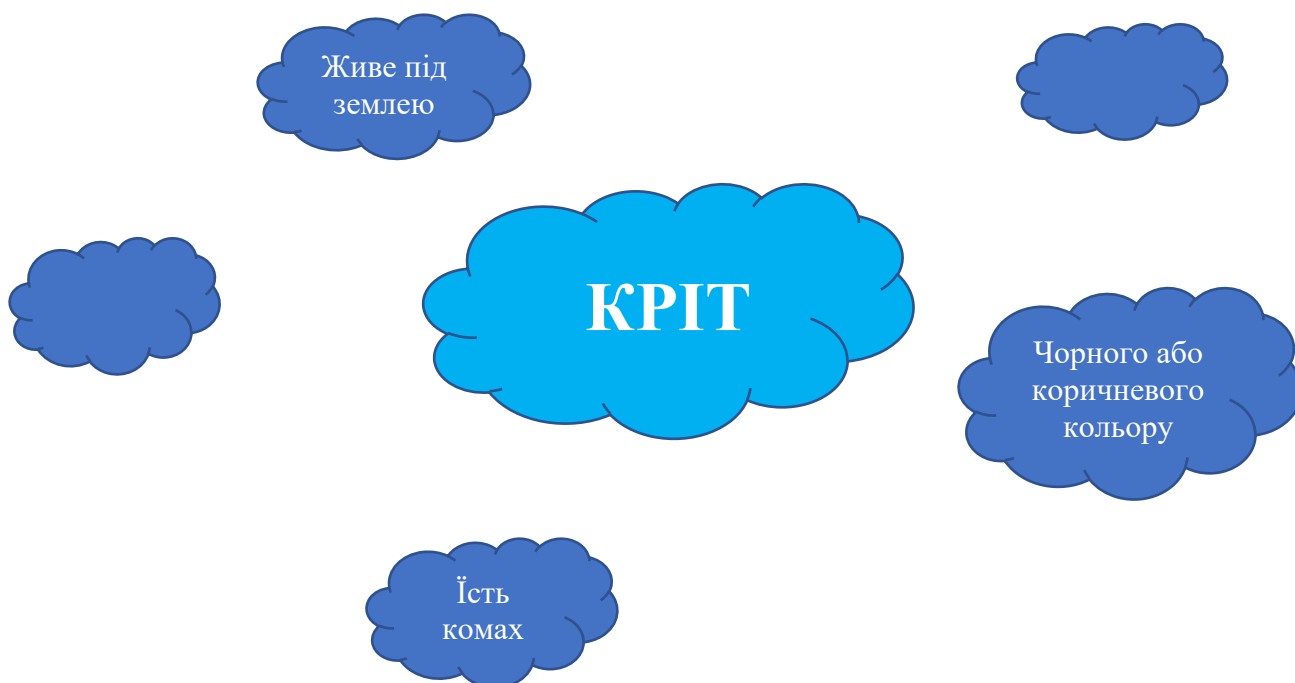 Живе під
землею
КРІТ
Чорного або
коричневого
кольору
Їсть
комах